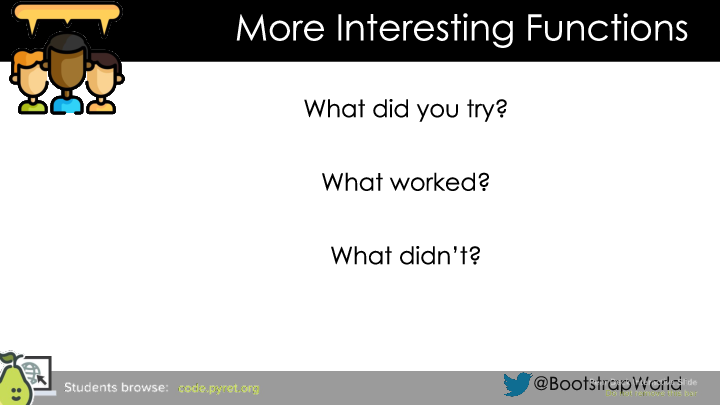 More Interesting Functions
What did you try?
What worked?
What didn't?
Students browse: code.pyret.org
@BootstrapWorld